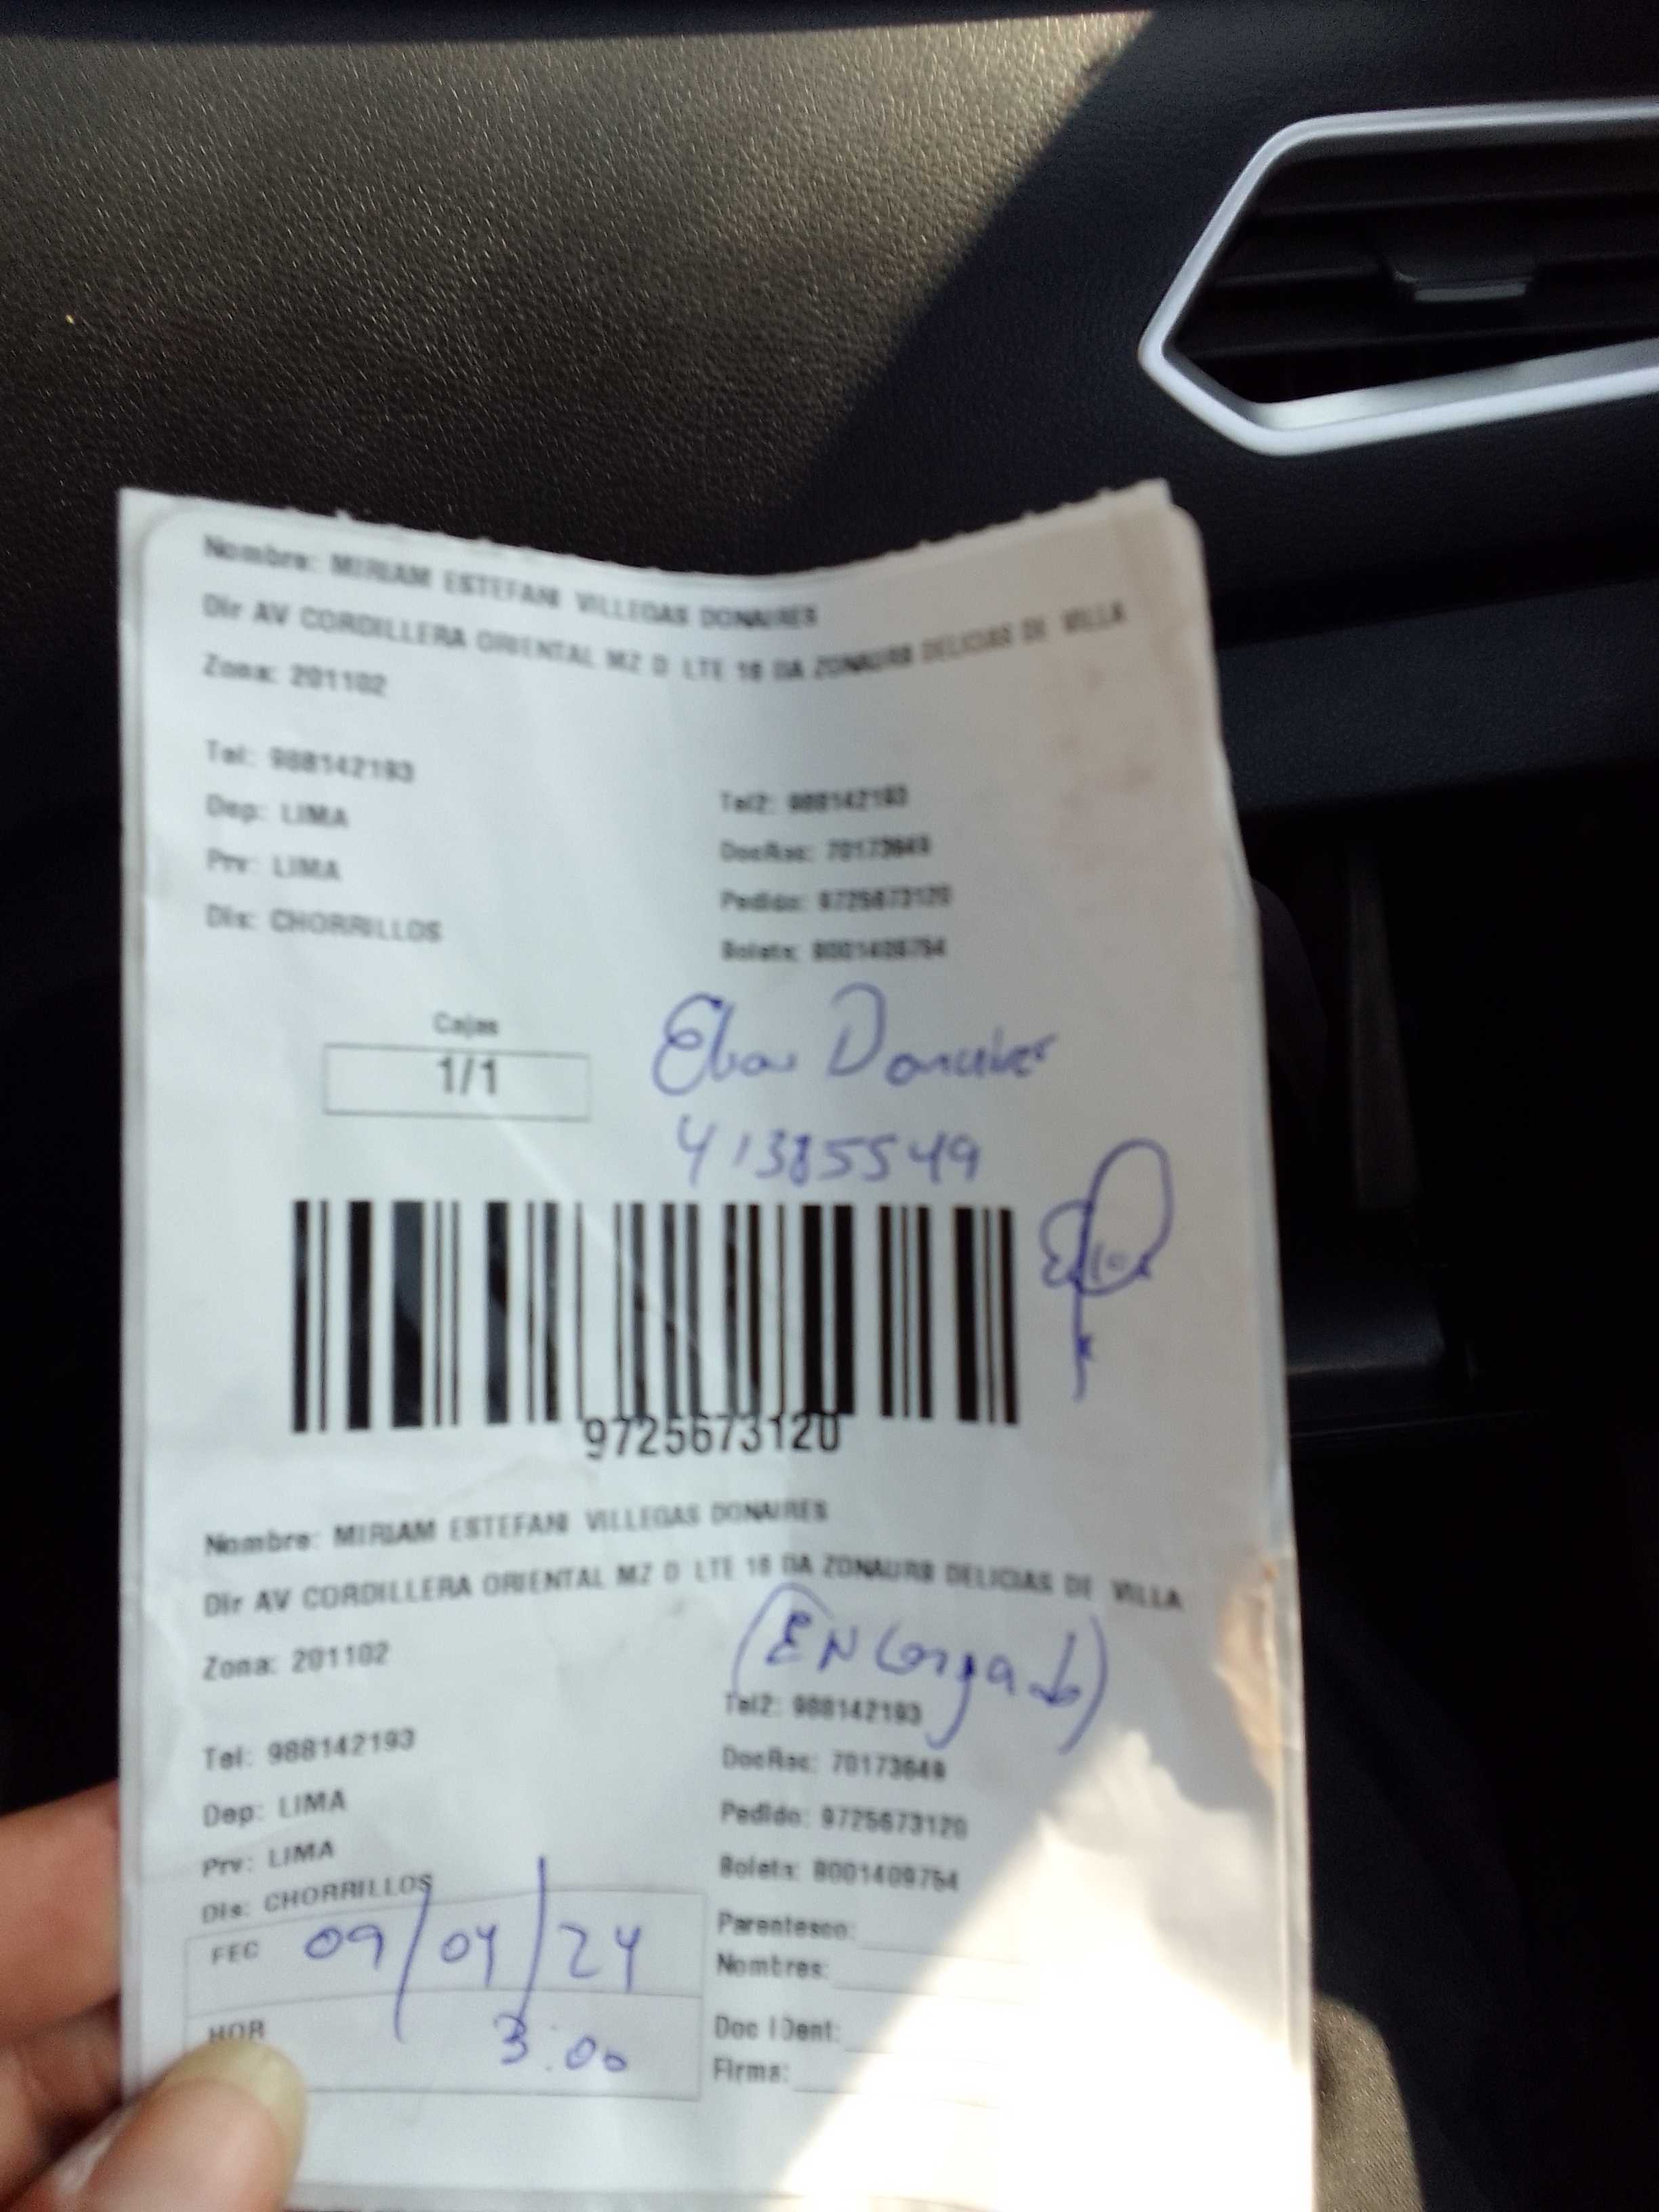 Nombre: MIRIAM ESTEFANI VILLEGAS DONAIRES
Dir AV CORDILLERA ORIENTAL MZ D LTE 16 DA ZONAURB DELICIAS DE VILLA
Zona: 201102
Tel: 988142193
Tel2: 988142193
Dep: LIMA
DocRec: 70173649
Prv: LIMA
Pedido: 9725673120
Dis: CHORRILLOS
Boleta: B001409754
Cajas
1/1
41385549
9725673120
Nombre: MIRIAM ESTEFANI VILLEGAS DONAIRES
Dir AV CORDILLERA ORIENTAL MZ D LTE 16 DA ZONAURB DELICIAS DE VILLA
(ENCargado)
Zona: 201102
Tel2: 988142193
Tel: 988142193
DocRec: 70173649
Dep: LIMA
Pedido: 9725673120
Prv: LIMA
Boleta: B001409754
Dis: CHORRILLOS
FEC 09/04/24
Parentesco:
Nombres:
HOR 3:00
Doc IDent:
Firma: